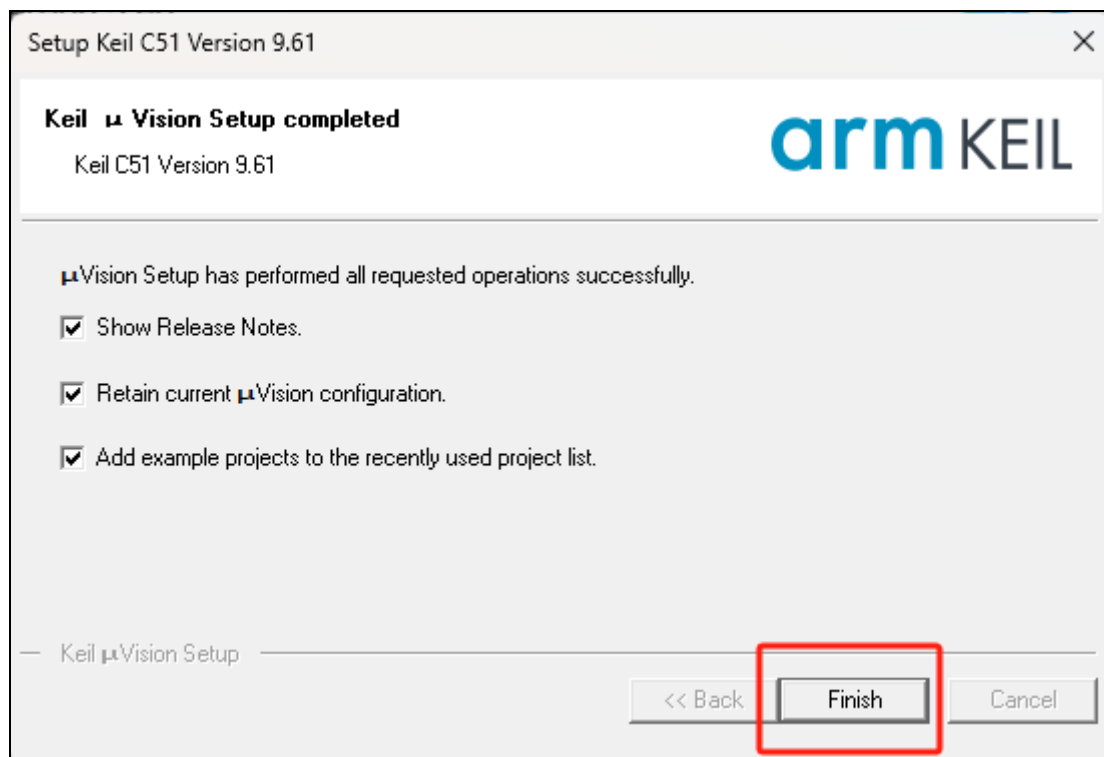 Setup Keil C51 Version 9.61
Keil μ Vision Setup completed
Keil C51 Version 9.61
arm KEIL
μVision Setup has performed all requested operations successfully.
Show Release Notes.
Retain current μVision configuration.
Add example projects to the recently used project list.
Keil μVision Setup
<< Back
Finish
Cancel